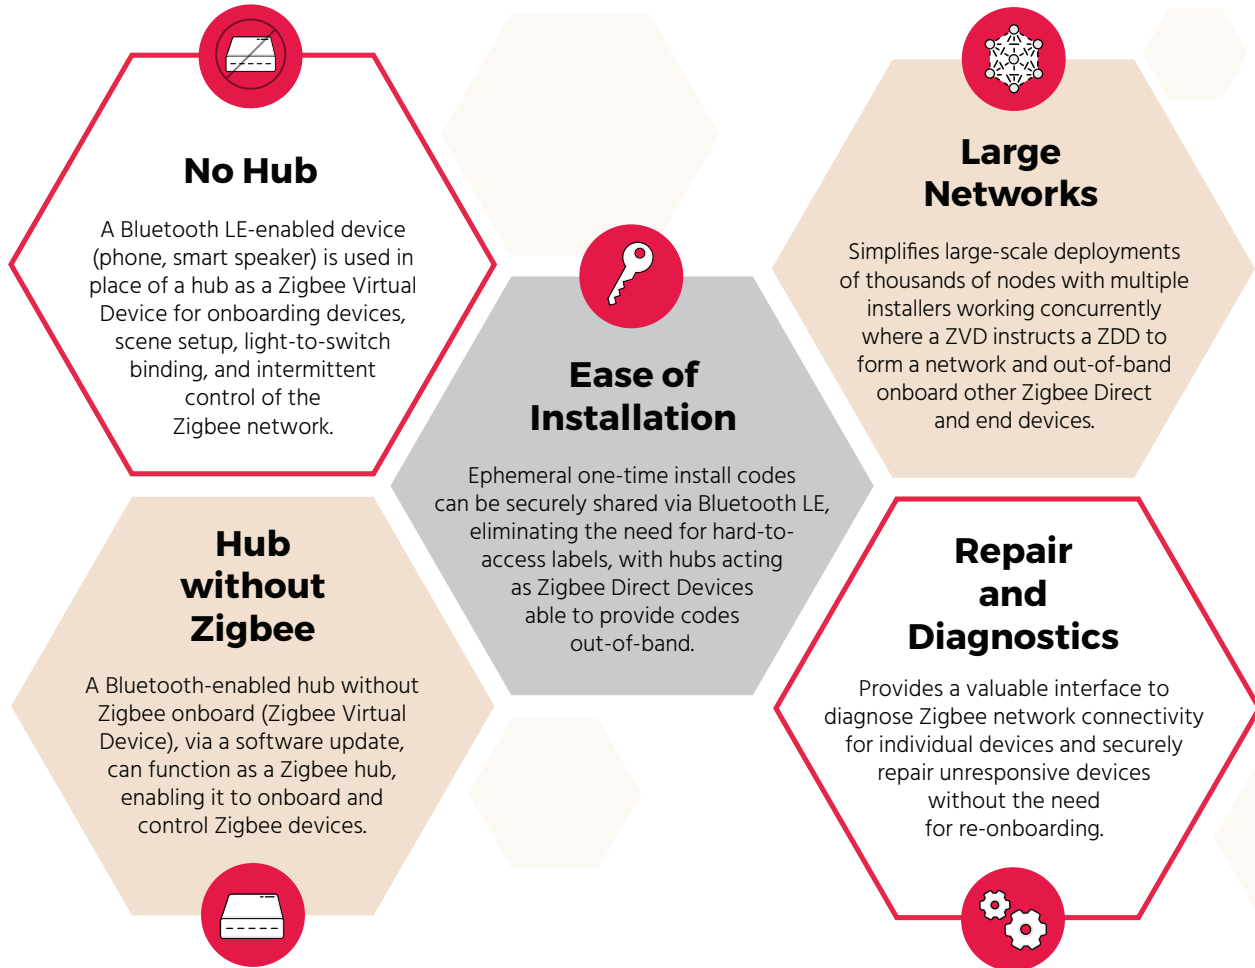 No Hub
A Bluetooth LE-enabled device
(phone, smart speaker) is used in
place of a hub as a Zigbee Virtual
Device for onboarding devices,
scene setup, light-to-switch
binding, and intermittent
control of the
Zigbee network.
Large
Networks
Simplifies large-scale deployments
of thousands of nodes with multiple
installers working concurrently
where a ZVD instructs a ZDD to
form a network and out-of-band
onboard other Zigbee Direct
and end devices.
Ease of
Installation
Ephemeral one-time install codes
can be securely shared via Bluetooth LE,
eliminating the need for hard-to-
access labels, with hubs acting
as Zigbee Direct Devices
able to provide codes
out-of-band.
Hub
without
Zigbee
A Bluetooth-enabled hub without
Zigbee onboard (Zigbee Virtual
Device), via a software update,
can function as a Zigbee hub,
enabling it to onboard and
control Zigbee devices.
Repair
and
Diagnostics
Provides a valuable interface to
diagnose Zigbee network connectivity
for individual devices and securely
repair unresponsive devices
without the need
for re-onboarding.